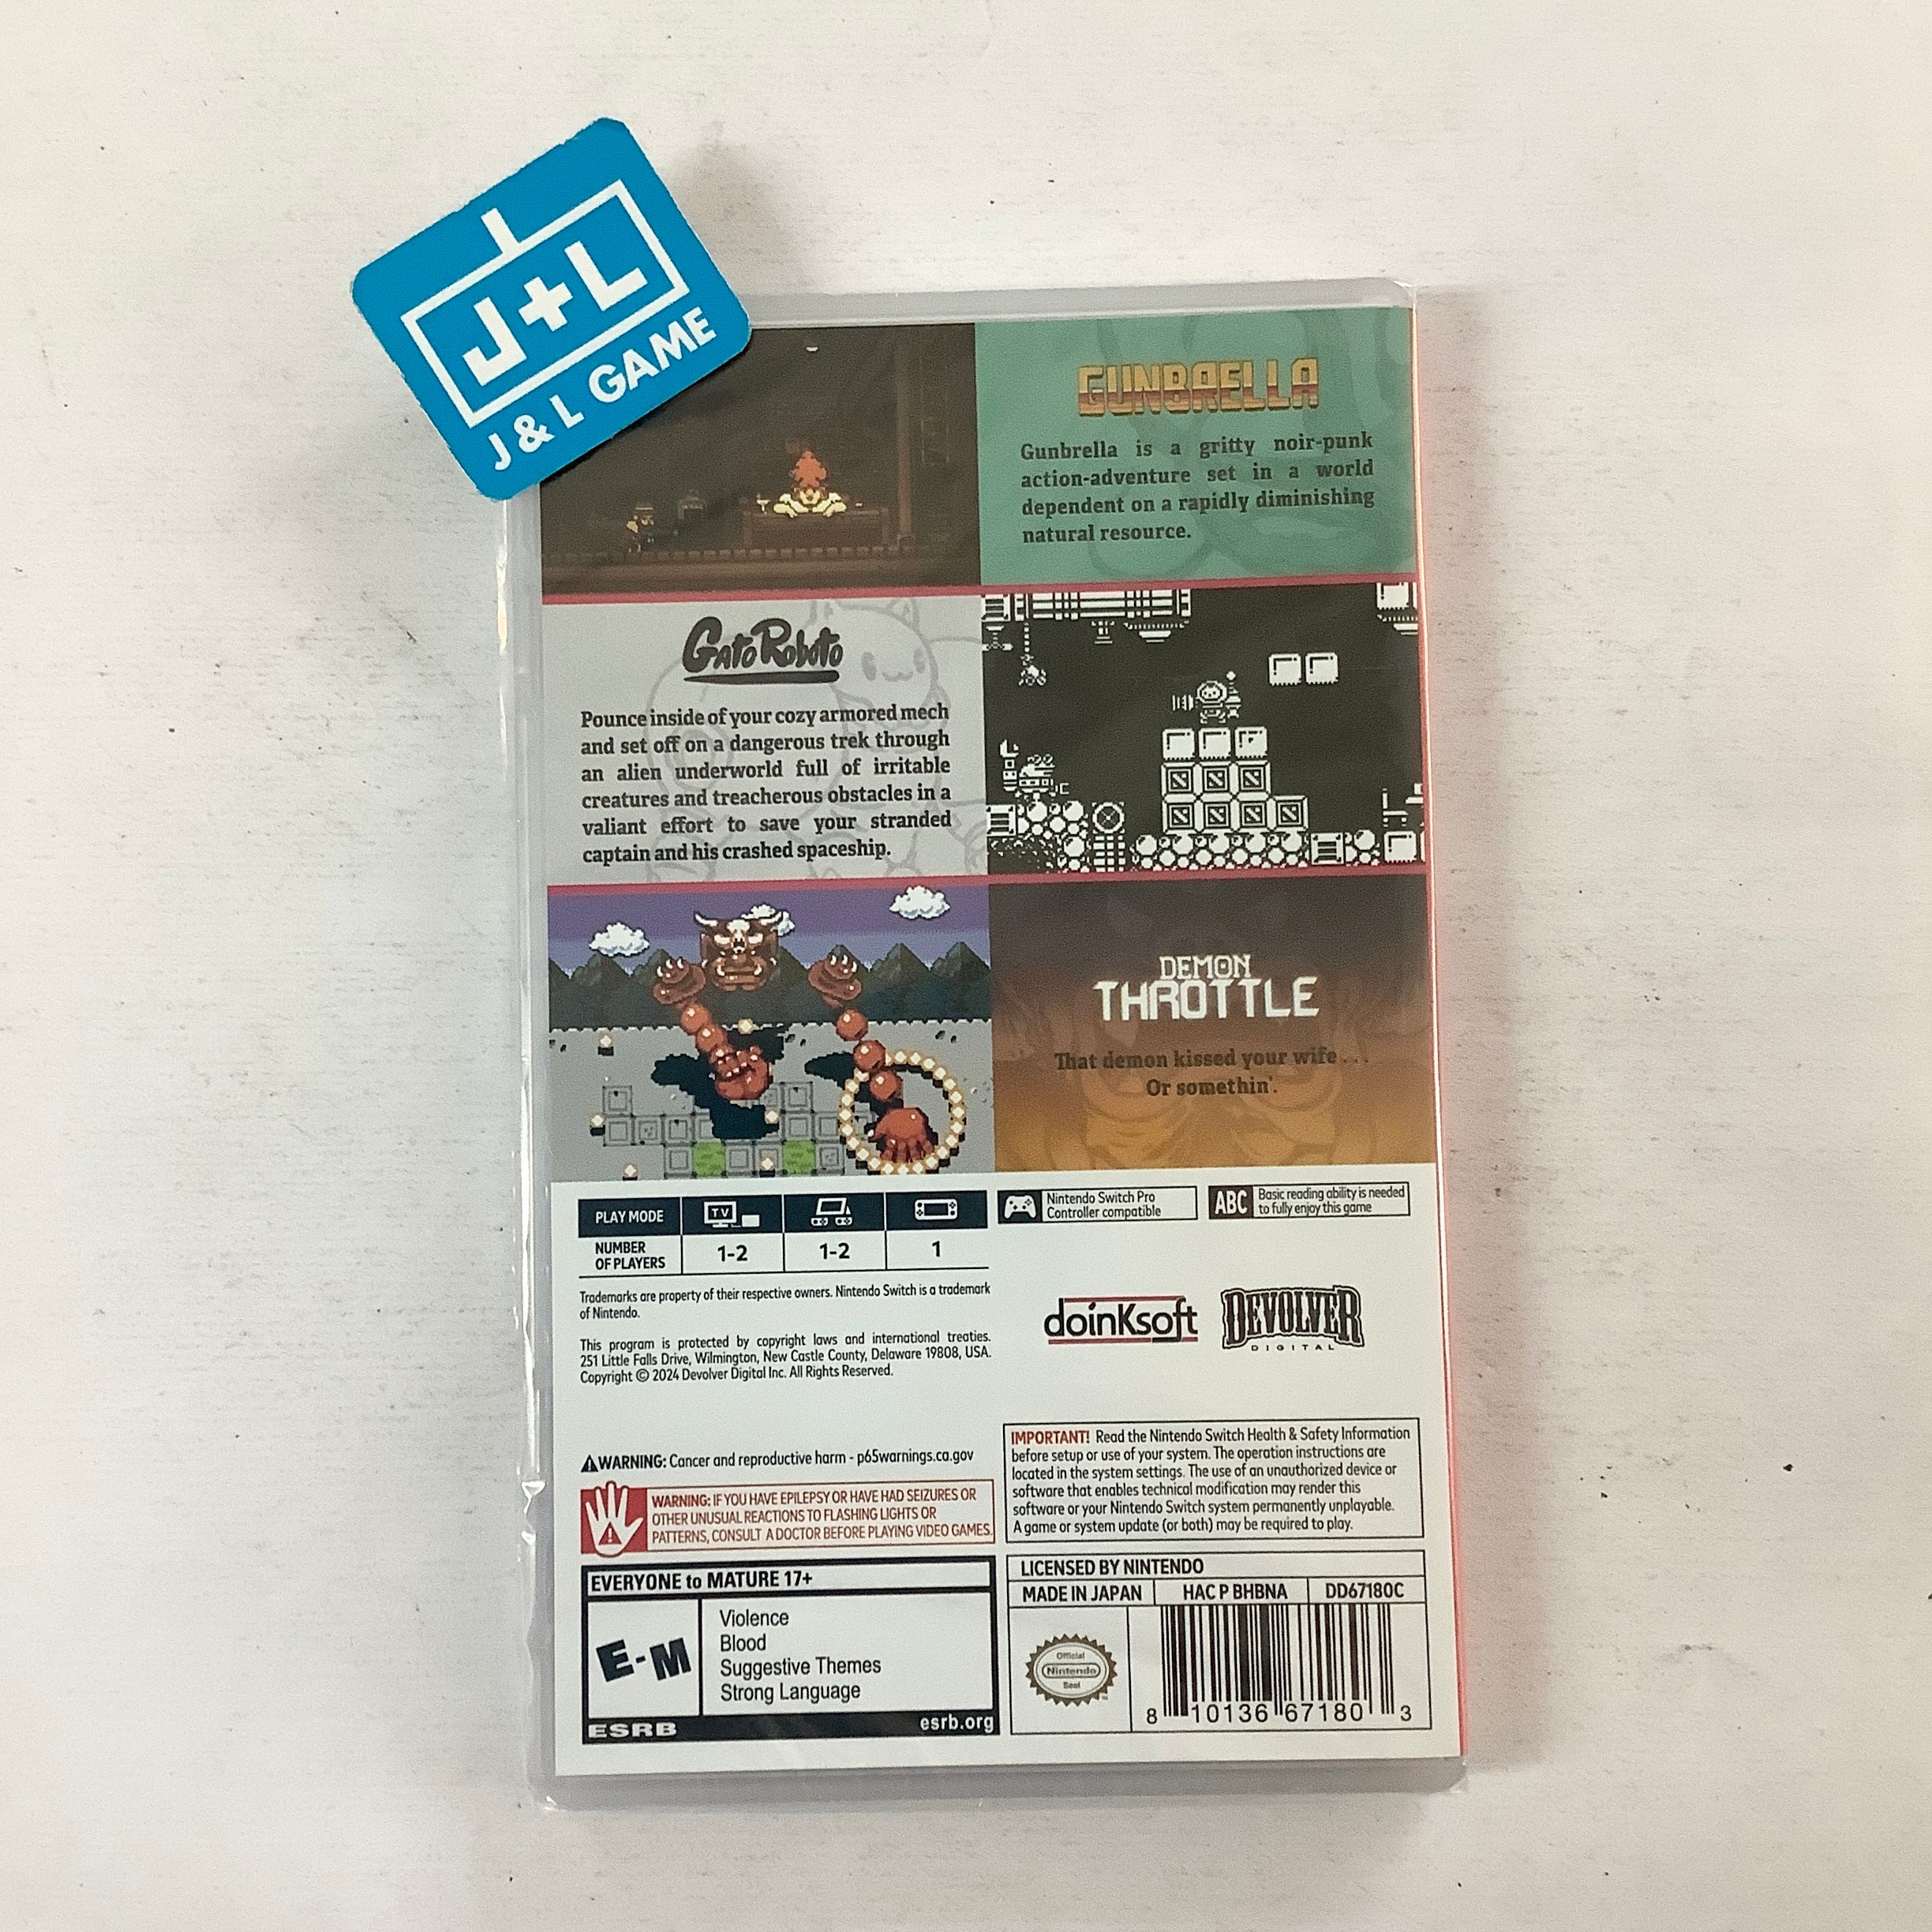 J+L
J & L GAME
GUNBRELLA
Gunbrella is a gritty noir-punk
action-adventure set in a world
dependent on a rapidly diminishing
natural resource.
Gato Roboto
Pounce inside of your cozy armored mech
and set off on a dangerous trek through
an alien underworld full of irritable
creatures and treacherous obstacles in a
valiant effort to save your stranded
captain and his crashed spaceship.
DEMON
THROTTLE
That demon kissed your wife . . .
Or somethin'.
PLAY MODE
TV
NUMBER
OF PLAYERS
1-2
1-2
1
Nintendo Switch Pro
Controller compatible
ABC
Basic reading ability is needed
to fully enjoy this game
Trademarks are property of their respective owners. Nintendo Switch is a trademark
of Nintendo.
This program is protected by copyright laws and international treaties.
251 Little Falls Drive, Wilmington, New Castle County, Delaware 19808, USA.
Copyright © 2024 Devolver Digital Inc. All Rights Reserved.
doinksoft
DEVOLVER
DIGITAL
WARNING: Cancer and reproductive harm - p65warnings.ca.gov
WARNING: IF YOU HAVE EPILEPSY OR HAVE HAD SEIZURES OR
OTHER UNUSUAL REACTIONS TO FLASHING LIGHTS OR
PATTERNS, CONSULT A DOCTOR BEFORE PLAYING VIDEO GAMES.
IMPORTANT! Read the Nintendo Switch Health & Safety Information
before setup or use of your system. The operation instructions are
located in the system settings. The use of an unauthorized device or
software that enables technical modification may render this
software or your Nintendo Switch system permanently unplayable.
A game or system update (or both) may be required to play.
EVERYONE to MATURE 17+
E-M
Violence
Blood
Suggestive Themes
Strong Language
ESRB
esrb.org
LICENSED BY NINTENDO
MADE IN JAPAN
HAC P BHBNA
DD67180C
Official
Nintendo
Seal
8 10136 67180 3